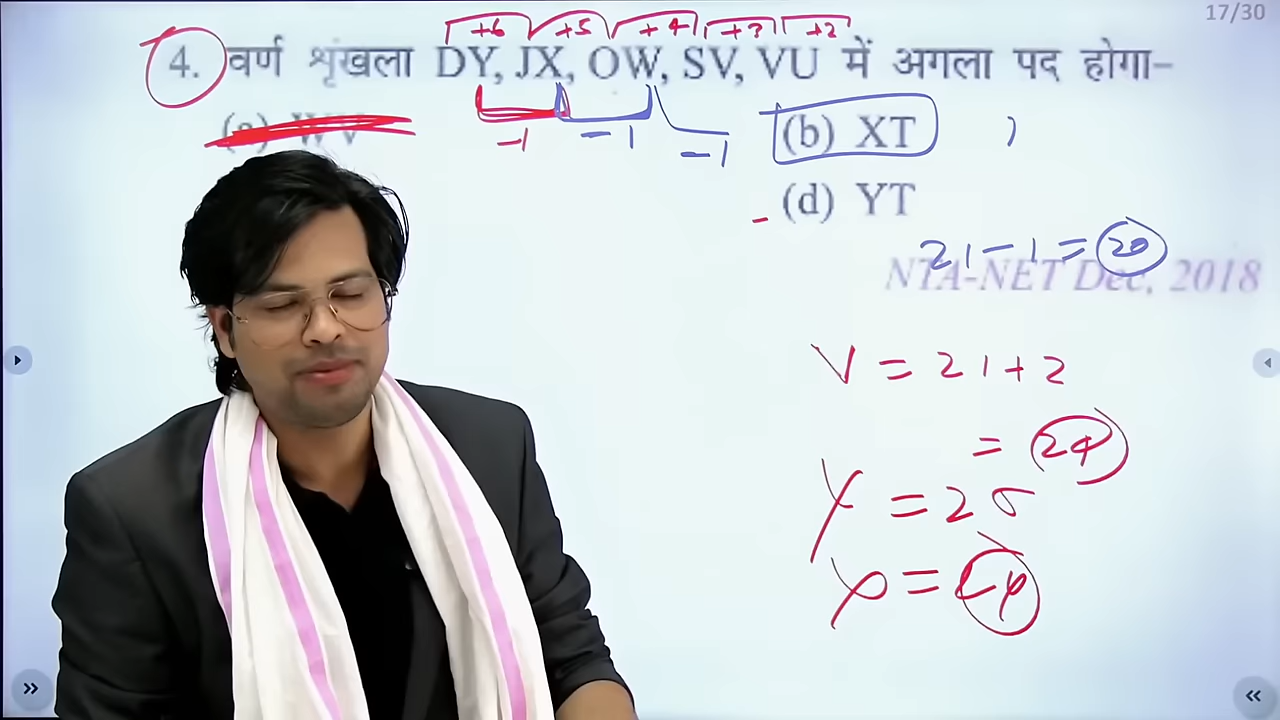 17/30
+6 +5 +4 +3 +2
4. वर्ण श्रृंखला DY, JX, OW, SV, VU में अगला पद होगा–
-1 -1 -1
(b) XT
(d) YT
21-1=20
NTA-NET Dec, 2018
V = 21+2
= 24
Y = 25